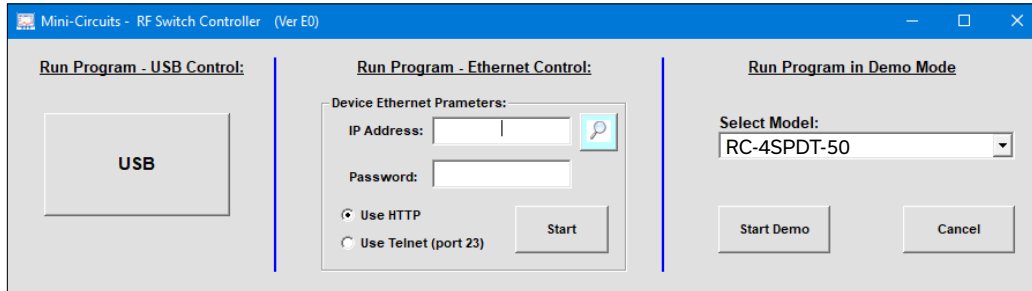 Mini-Circuits - RF Switch Controller (Ver E0)
Run Program - USB Control:
USB
Run Program - Ethernet Control:
Device Ethernet Prameters:
IP Address:
Password:
Use HTTP
Use Telnet (port 23)
Start
Run Program in Demo Mode
Select Model:
RC-4SPDT-50
Start Demo
Cancel